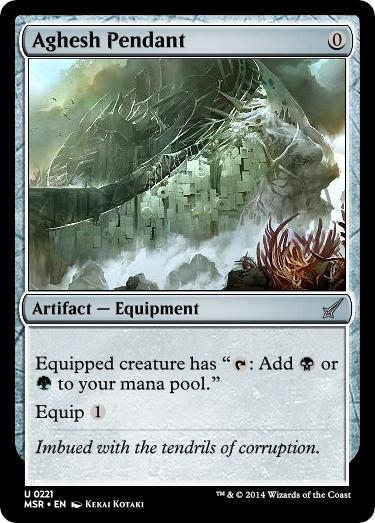 Aghesh Pendant 0
Artifact — Equipment
Equipped creature has “ : Add or
to your mana pool.”
Equip 1
Imbued with the tendrils of corruption.
U 0221
MSR • EN Kekai Kotaki
™ & © 2014 Wizards of the Coast